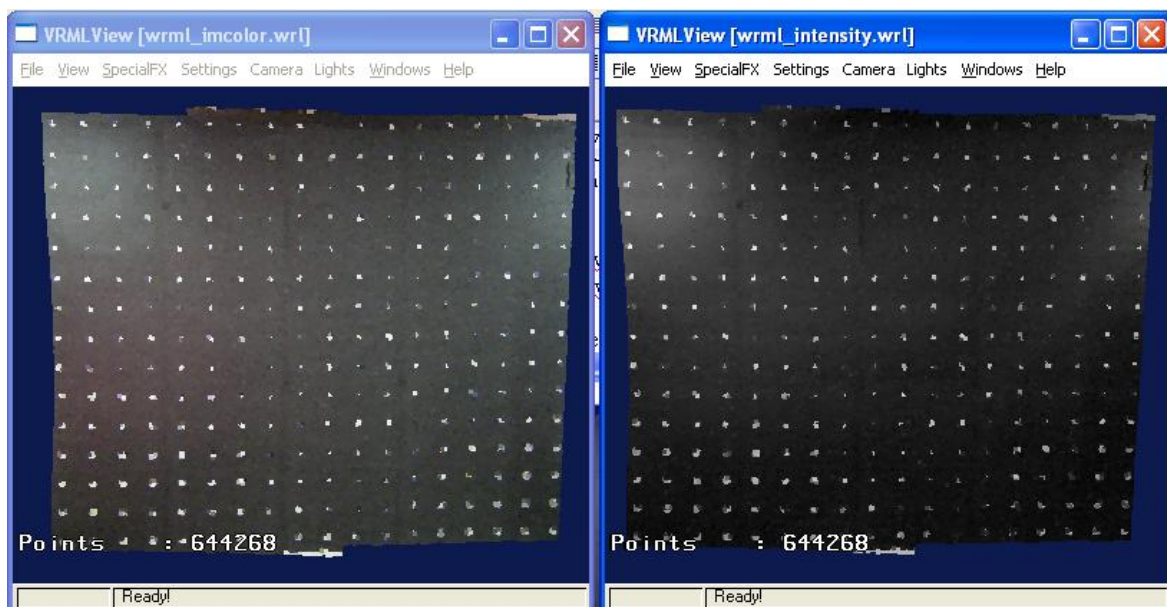 VRMLView [wrml_imcolor.wrl]
File View SpecialFX Settings Camera Lights Windows Help
Points : 644268
Ready!
VRMLView [wrml_intensity.wrl]
File View SpecialFX Settings Camera Lights Windows Help
Points : 644268
Ready!